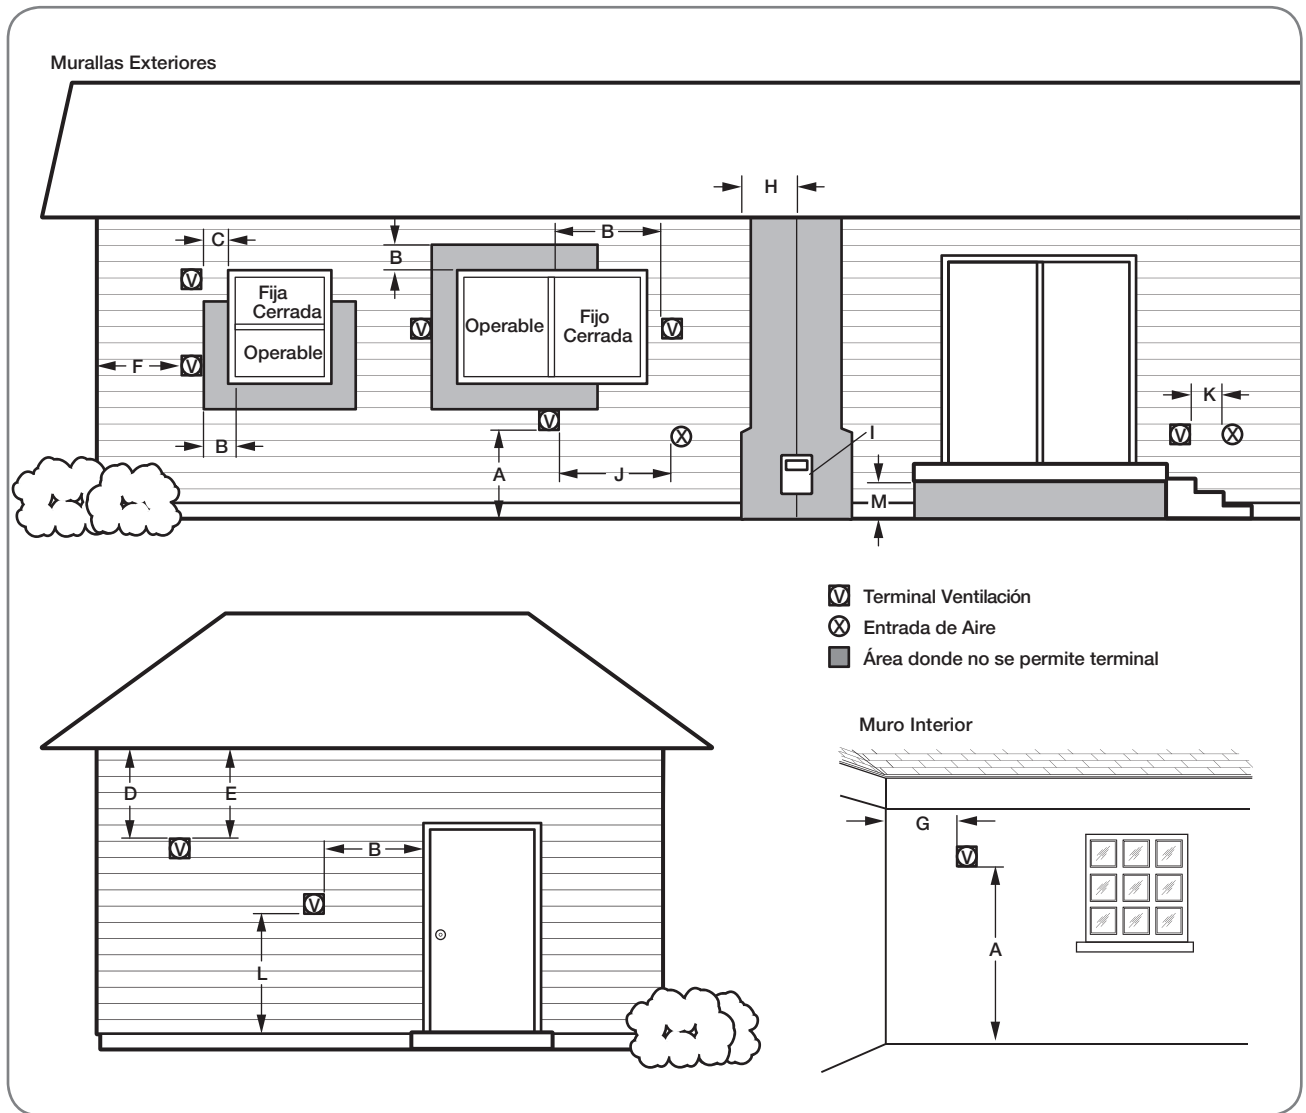 Murallas Exteriores
H
C
B
B
V
Fija
Cerrada
Operable
Fijo
Cerrada
V
V
Operable
F
V
K
B
V
X
V
X
I
A
J
M
V Terminal Ventilación
X Entrada de Aire
Área donde no se permite terminal
Muro Interior
D
E
G
V
B
V
V
A
L